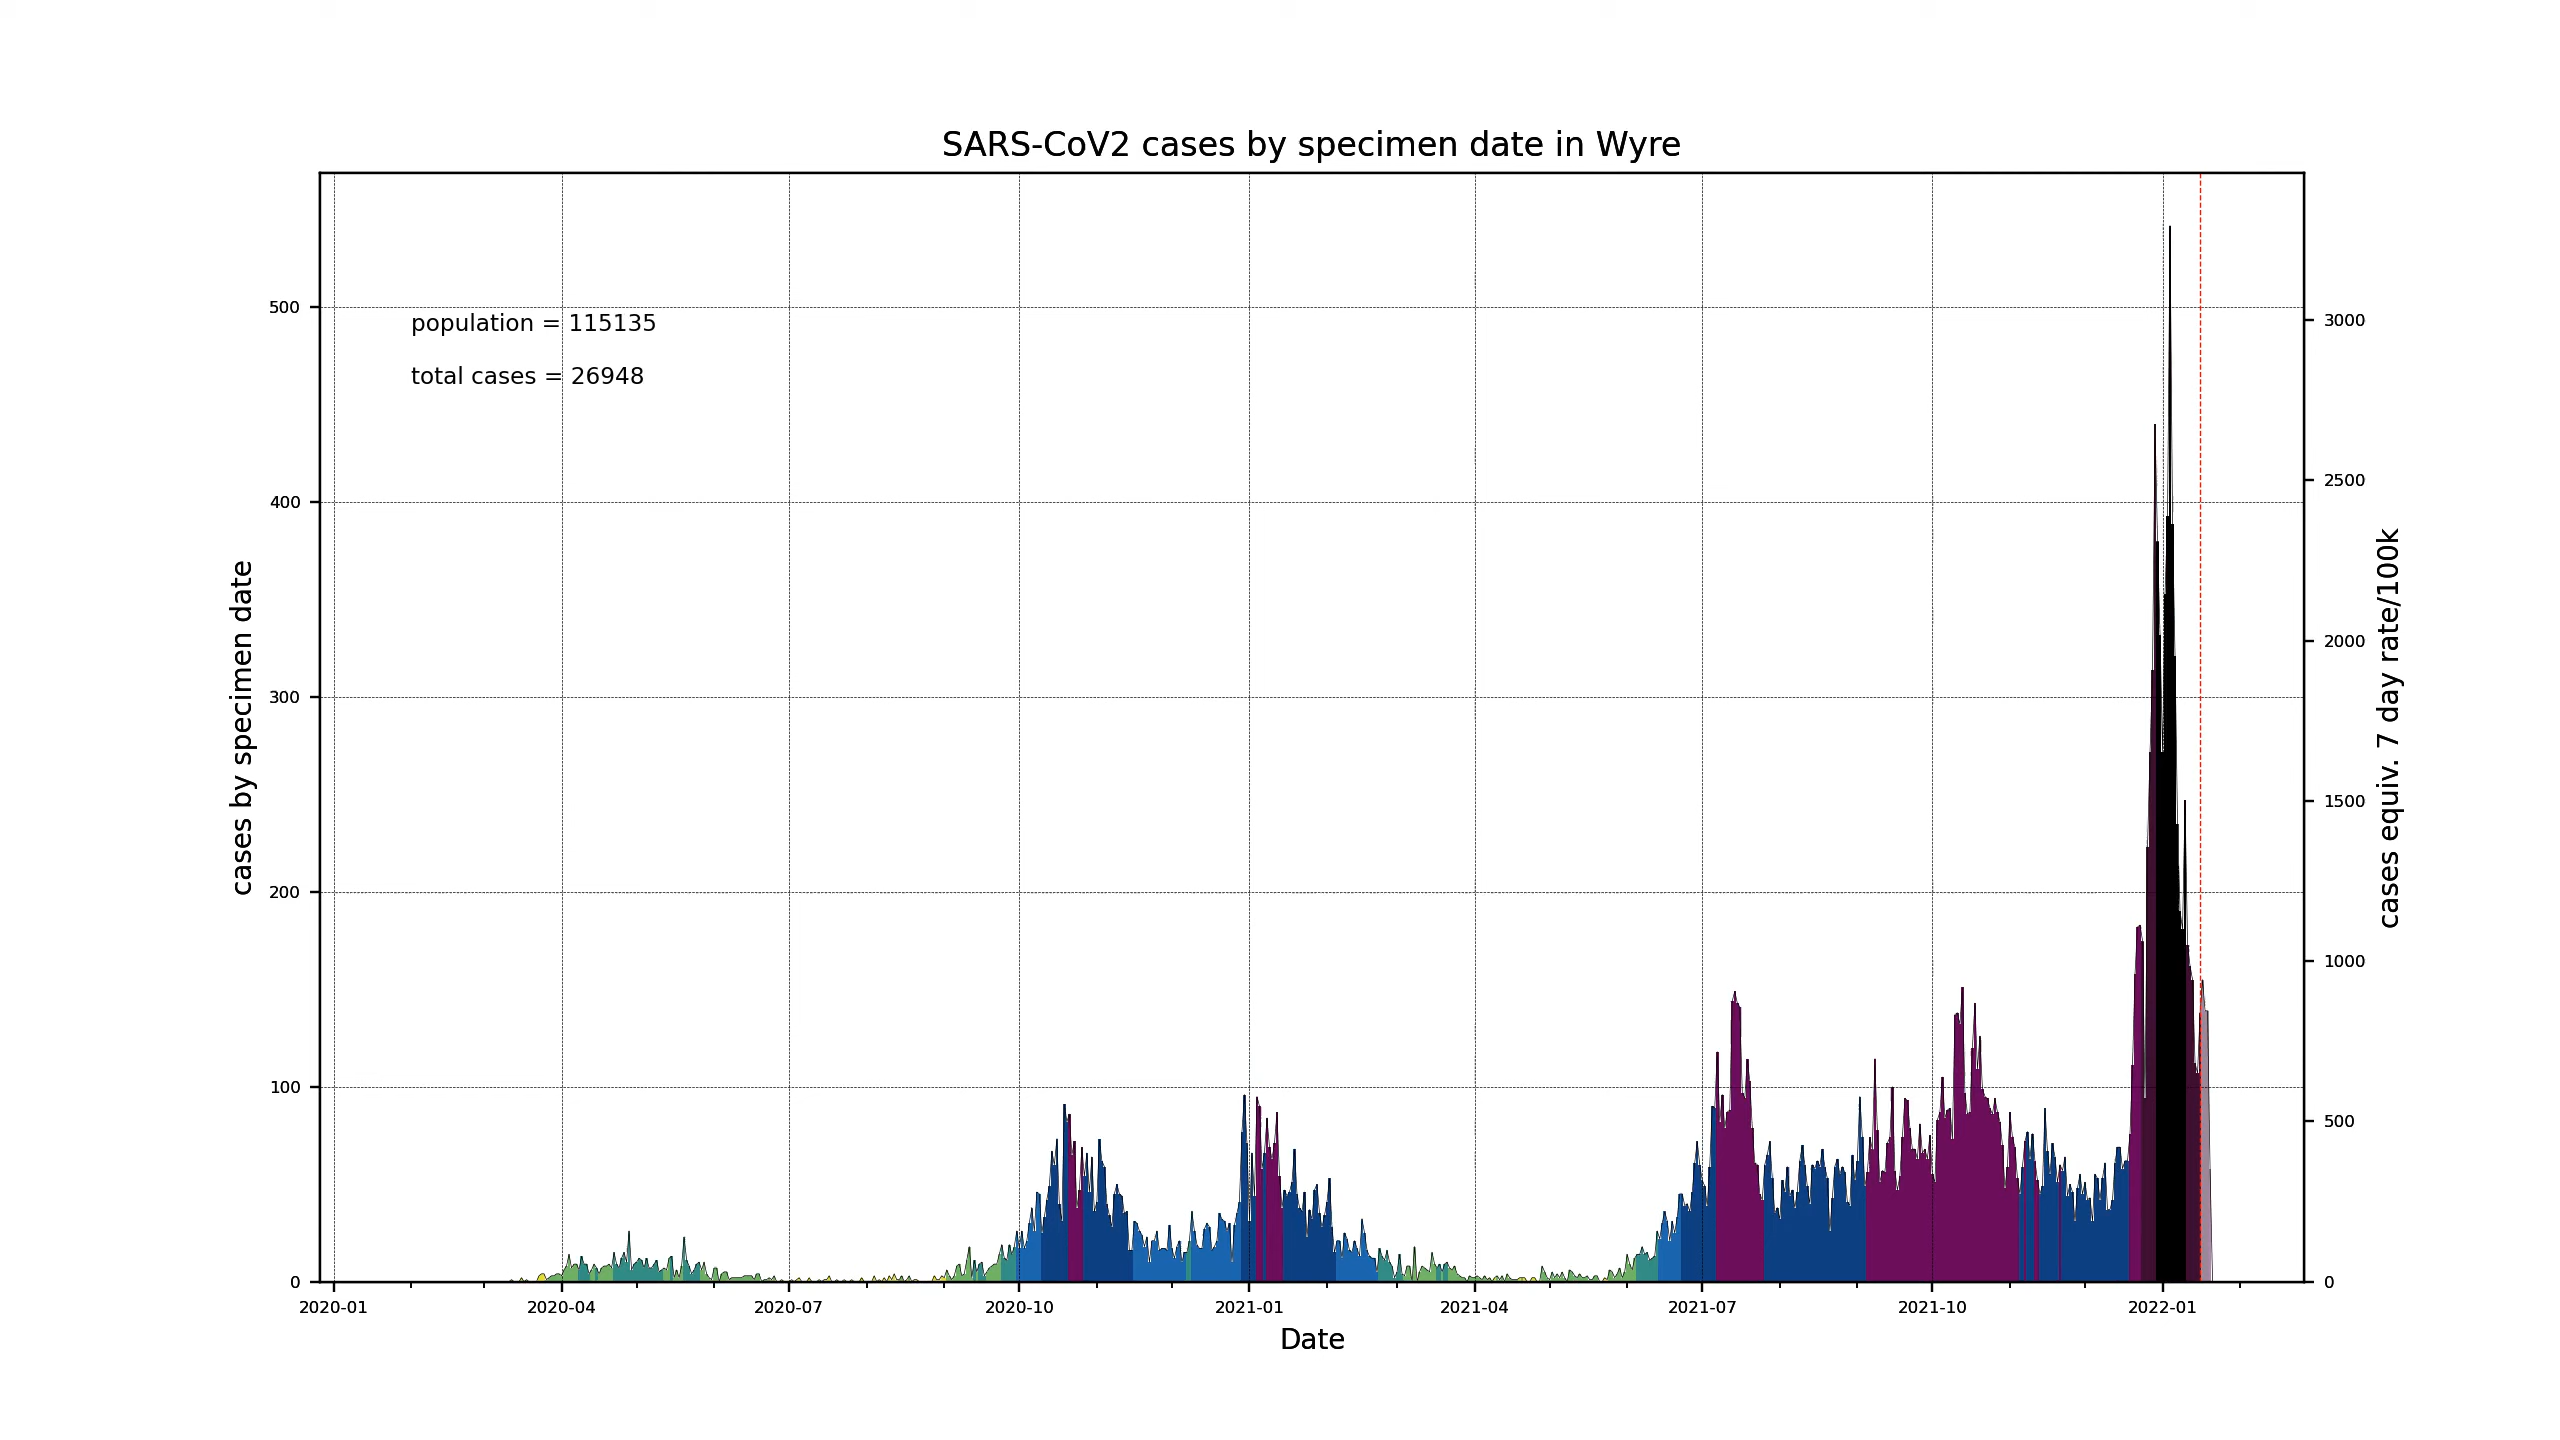 SARS-CoV2 cases by specimen date in Wyre
population = 115135
total cases = 26948
cases by specimen date
500
400
300
200
100
0
cases equiv. 7 day rate/100k
3000
2500
2000
1500
1000
500
0
2020-01 2020-04 2020-07 2020-10 2021-01 2021-04 2021-07 2021-10 2022-01
Date